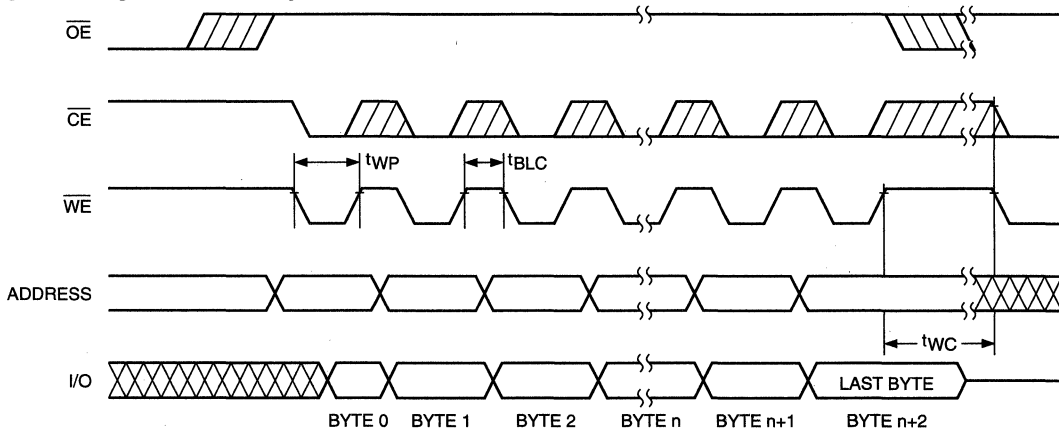 OE
CE
tWP
tBLC
WE
ADDRESS
tWC
I/O
LAST BYTE
BYTE 0 BYTE 1 BYTE 2 BYTE n BYTE n+1 BYTE n+2